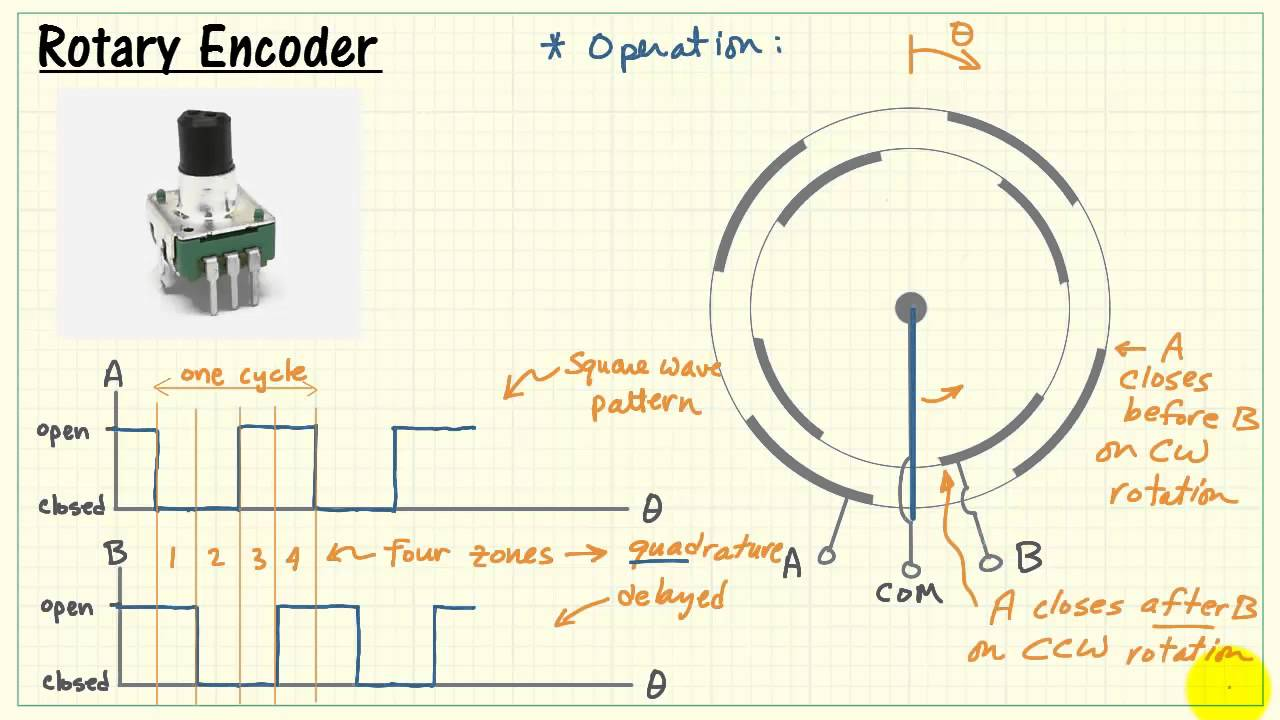 Rotary Encoder
* Operation:
θ
A
one cycle
open
closed
θ
Square wave
pattern
B
1 2 3 4 ← four zones → quadrature
open
closed
θ
delayed
← A
closes
before B
on CW
rotation
A
COM
B
A closes after B
on CCW rotation